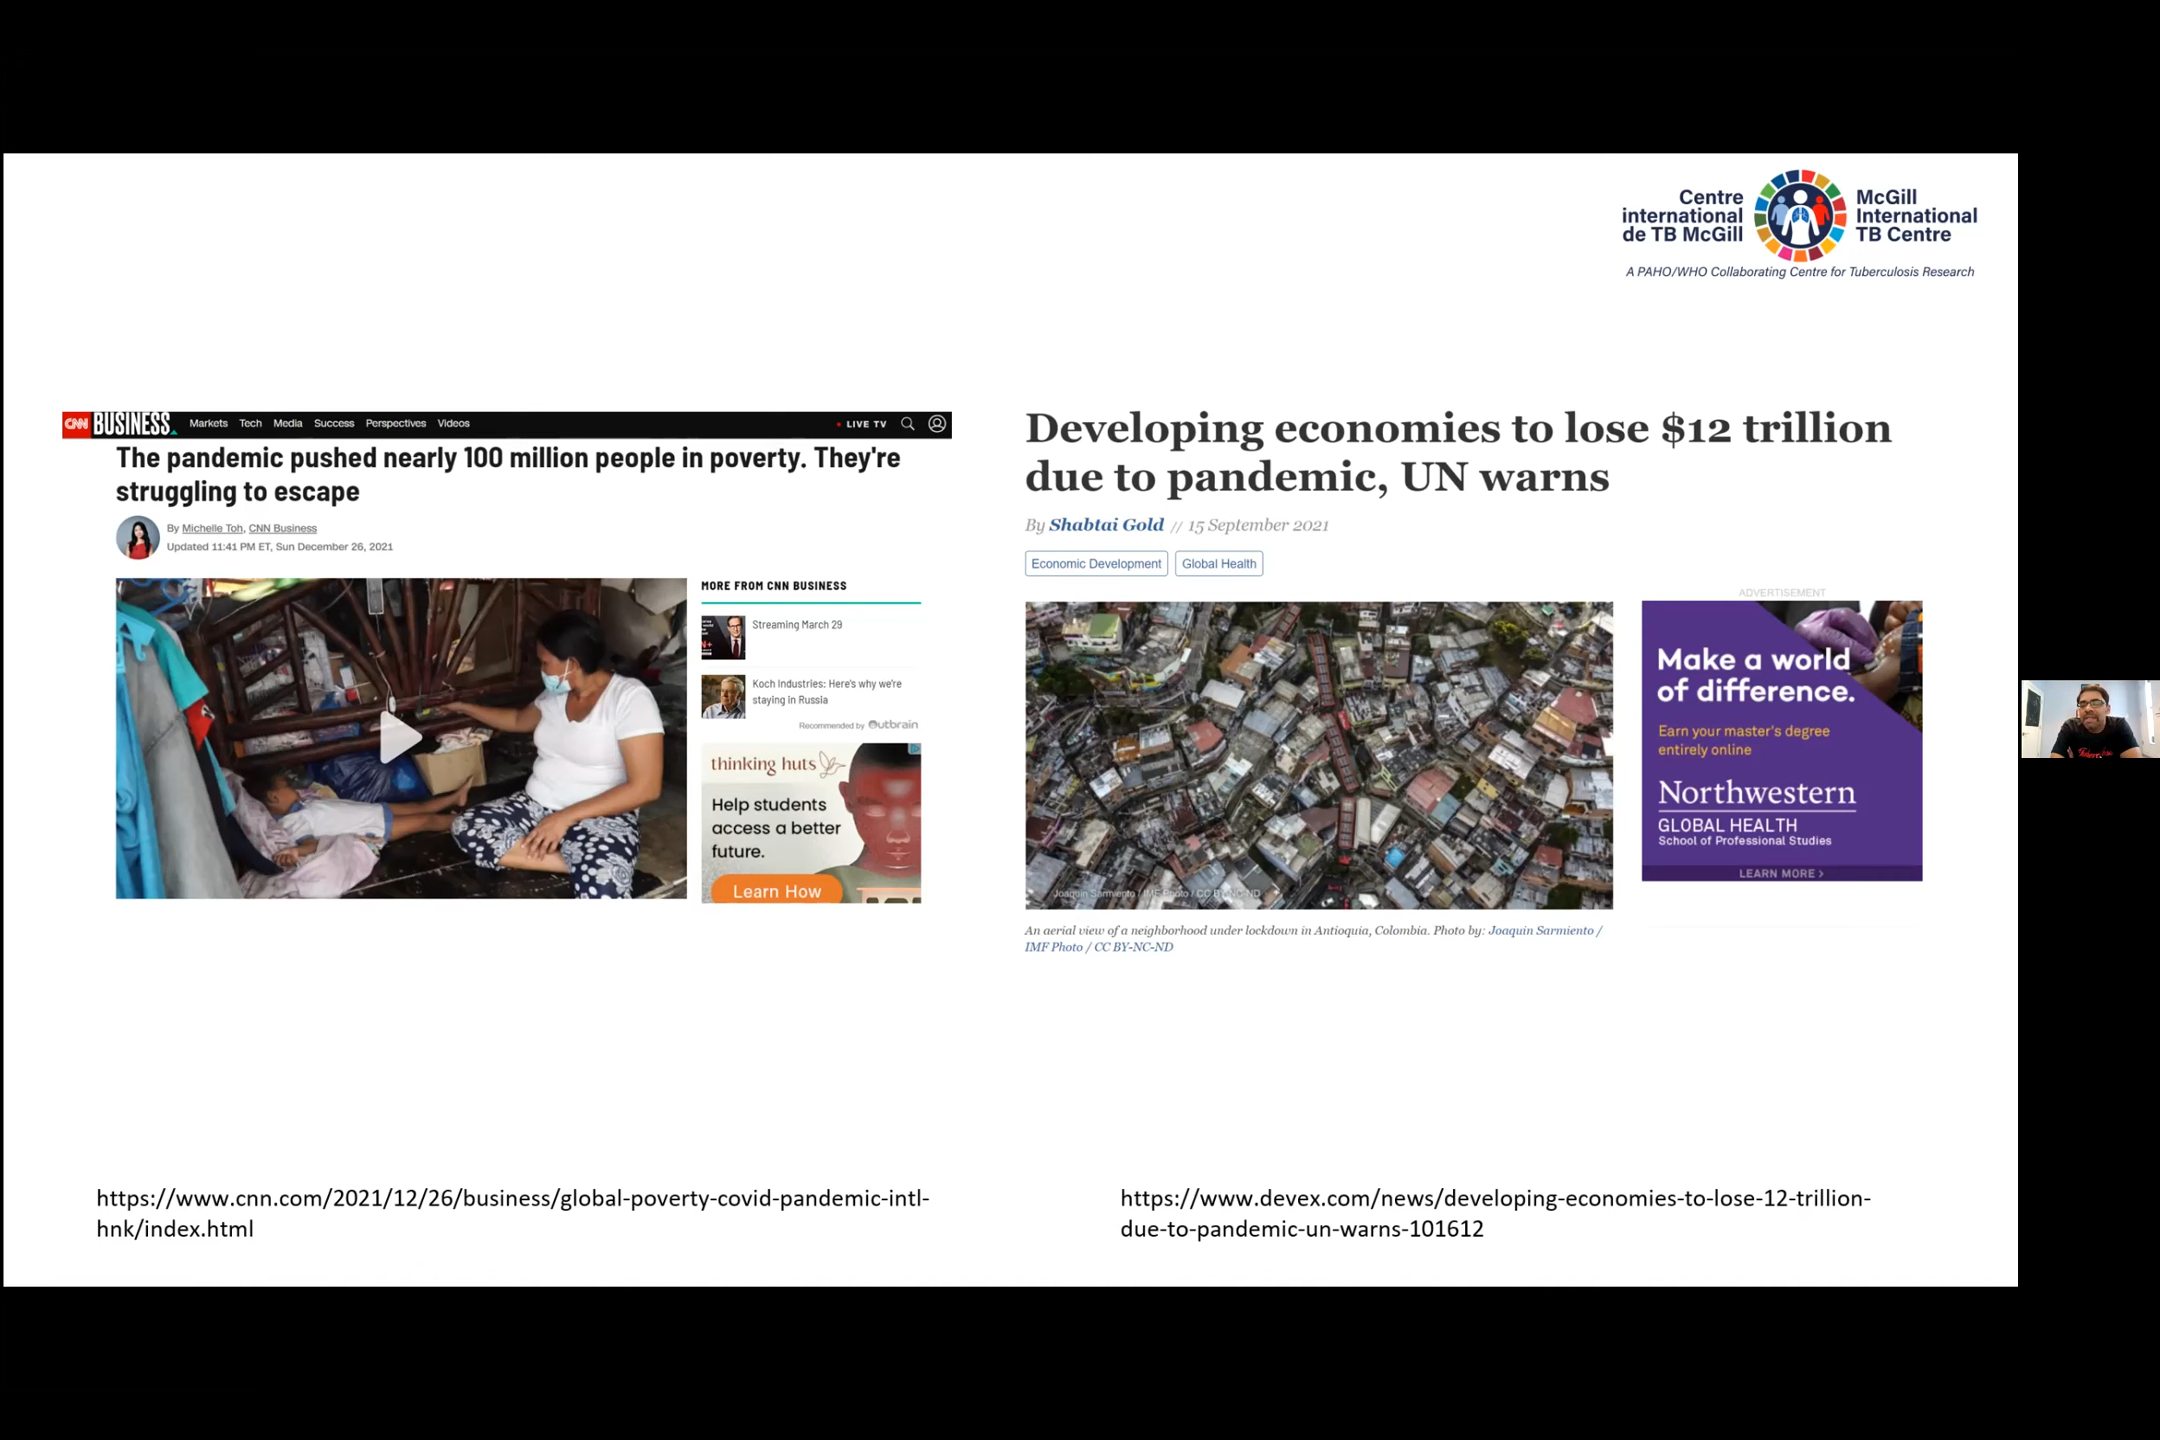 Centre
international
de TB McGill
McGill
International
TB Centre
A PAHO/WHO Collaborating Centre for Tuberculosis Research
CNN BUSINESS
Markets Tech Media Success Perspectives Videos
LIVE TV
The pandemic pushed nearly 100 million people in poverty. They're
struggling to escape
By Michelle Toh, CNN Business
Updated 11:41 PM ET, Sun December 26, 2021
MORE FROM CNN BUSINESS
Streaming March 29
Koch Industries: Here's why we're
staying in Russia
Recommended by Outbrain
thinking huts
Help students
access a better
future.
Learn How
Developing economies to lose $12 trillion
due to pandemic, UN warns
By Shabtai Gold // 15 September 2021
Economic Development
Global Health
ADVERTISEMENT
Make a world
of difference.
Earn your master's degree
entirely online
Northwestern
GLOBAL HEALTH
School of Professional Studies
LEARN MORE >
Joaquin Sarmiento / IMF Photo / CC BY-NC-ND
An aerial view of a neighborhood under lockdown in Antioquia, Colombia. Photo by: Joaquin Sarmiento /
IMF Photo / CC BY-NC-ND
https://www.cnn.com/2021/12/26/business/global-poverty-covid-pandemic-intl-
hnk/index.html
https://www.devex.com/news/developing-economies-to-lose-12-trillion-
due-to-pandemic-un-warns-101612